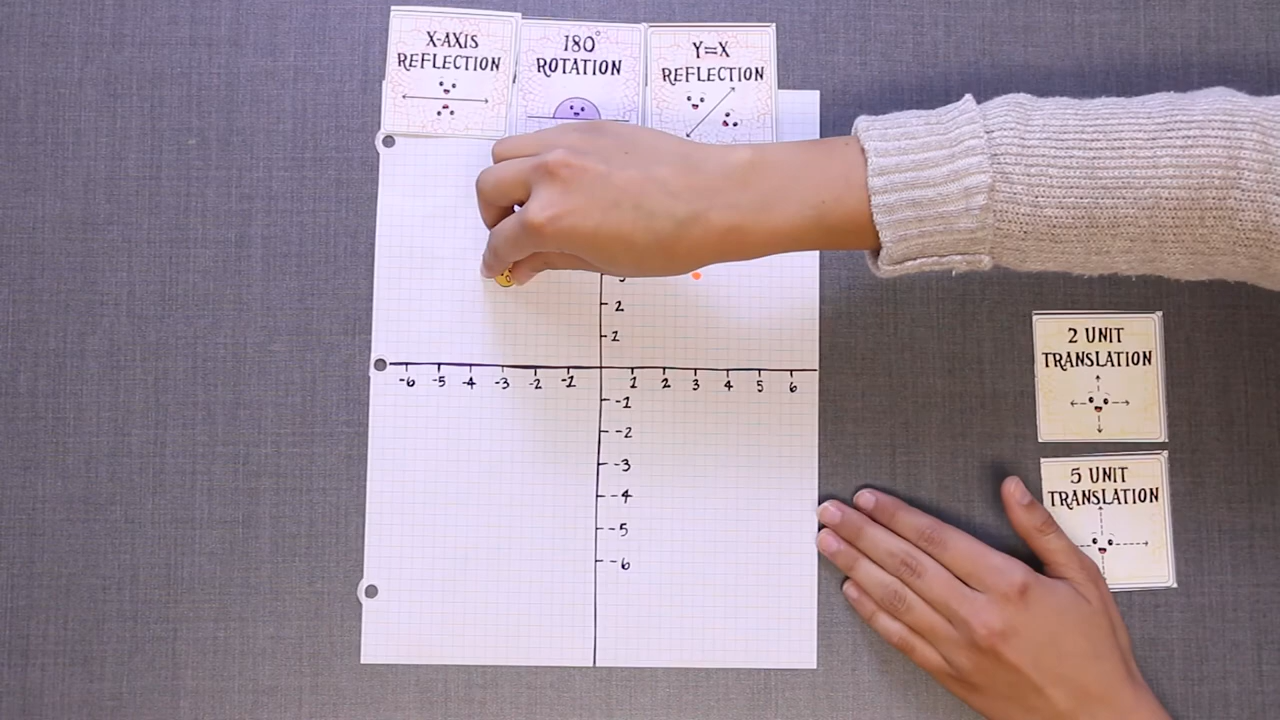 X-AXIS
REFLECTION
180°
ROTATION
Y=X
REFLECTION
2
1
-6 -5 -4 -3 -2 -1 1 2 3 4 5 6
-1
-2
-3
-4
-5
-6
2 UNIT
TRANSLATION
5 UNIT
TRANSLATION